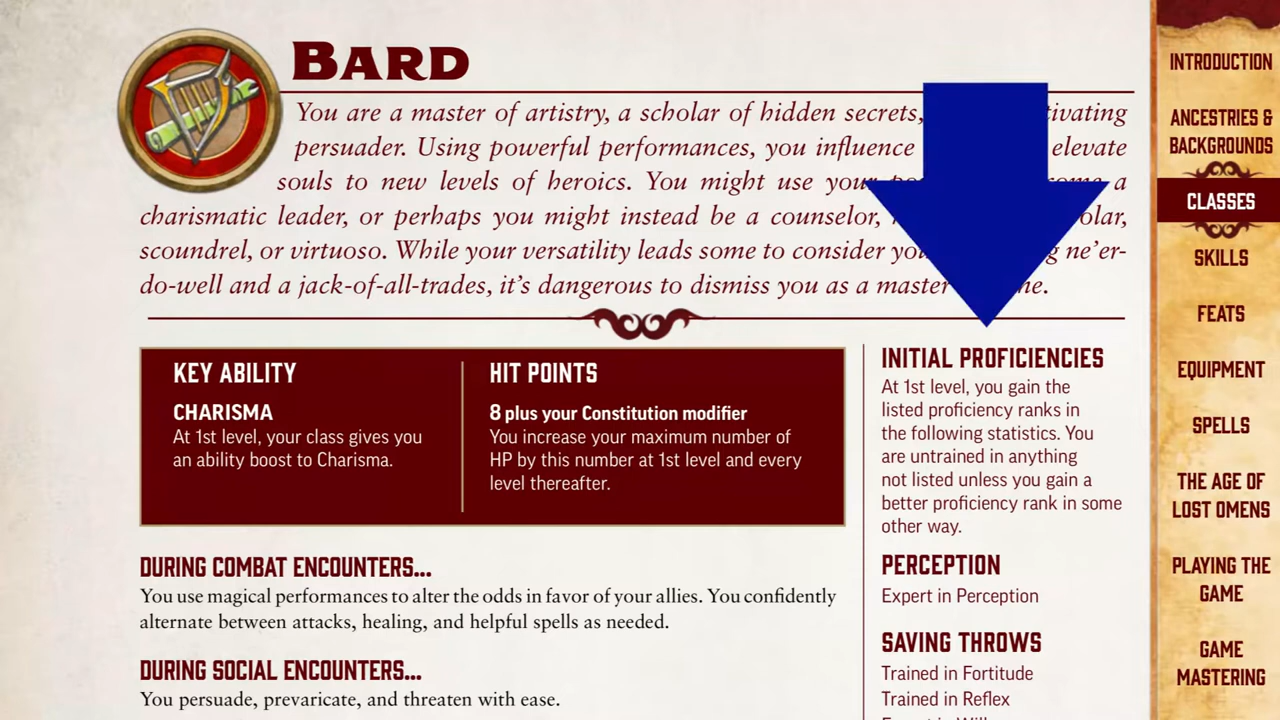 BARD
You are a master of artistry, a scholar of hidden secrets, tivating
persuader. Using powerful performances, you influence elevate
souls to new levels of heroics. You might use your a
charismatic leader, or perhaps you might instead be a counselor, olar,
scoundrel, or virtuoso. While your versatility leads some to consider ne'er-
do-well and a jack-of-all-trades, it's dangerous to dismiss you as a master
KEY ABILITY
CHARISMA
At 1st level, your class gives you
an ability boost to Charisma.
HIT POINTS
8 plus your Constitution modifier
You increase your maximum number of
HP by this number at 1st level and every
level thereafter.
DURING COMBAT ENCOUNTERS...
You use magical performances to alter the odds in favor of your allies. You confidently
alternate between attacks, healing, and helpful spells as needed.
DURING SOCIAL ENCOUNTERS...
You persuade, prevaricate, and threaten with ease.
INITIAL PROFICIENCIES
At 1st level, you gain the
listed proficiency ranks in
the following statistics. You
are untrained in anything
not listed unless you gain a
better proficiency rank in some
other way.
PERCEPTION
Expert in Perception
SAVING THROWS
Trained in Fortitude
Trained in Reflex
INTRODUCTION
ANCESTRIES &
BACKGROUNDS
CLASSES
SKILLS
FEATS
EQUIPMENT
SPELLS
THE AGE OF
LOST OMENS
PLAYING THE
GAME
GAME
MASTERING